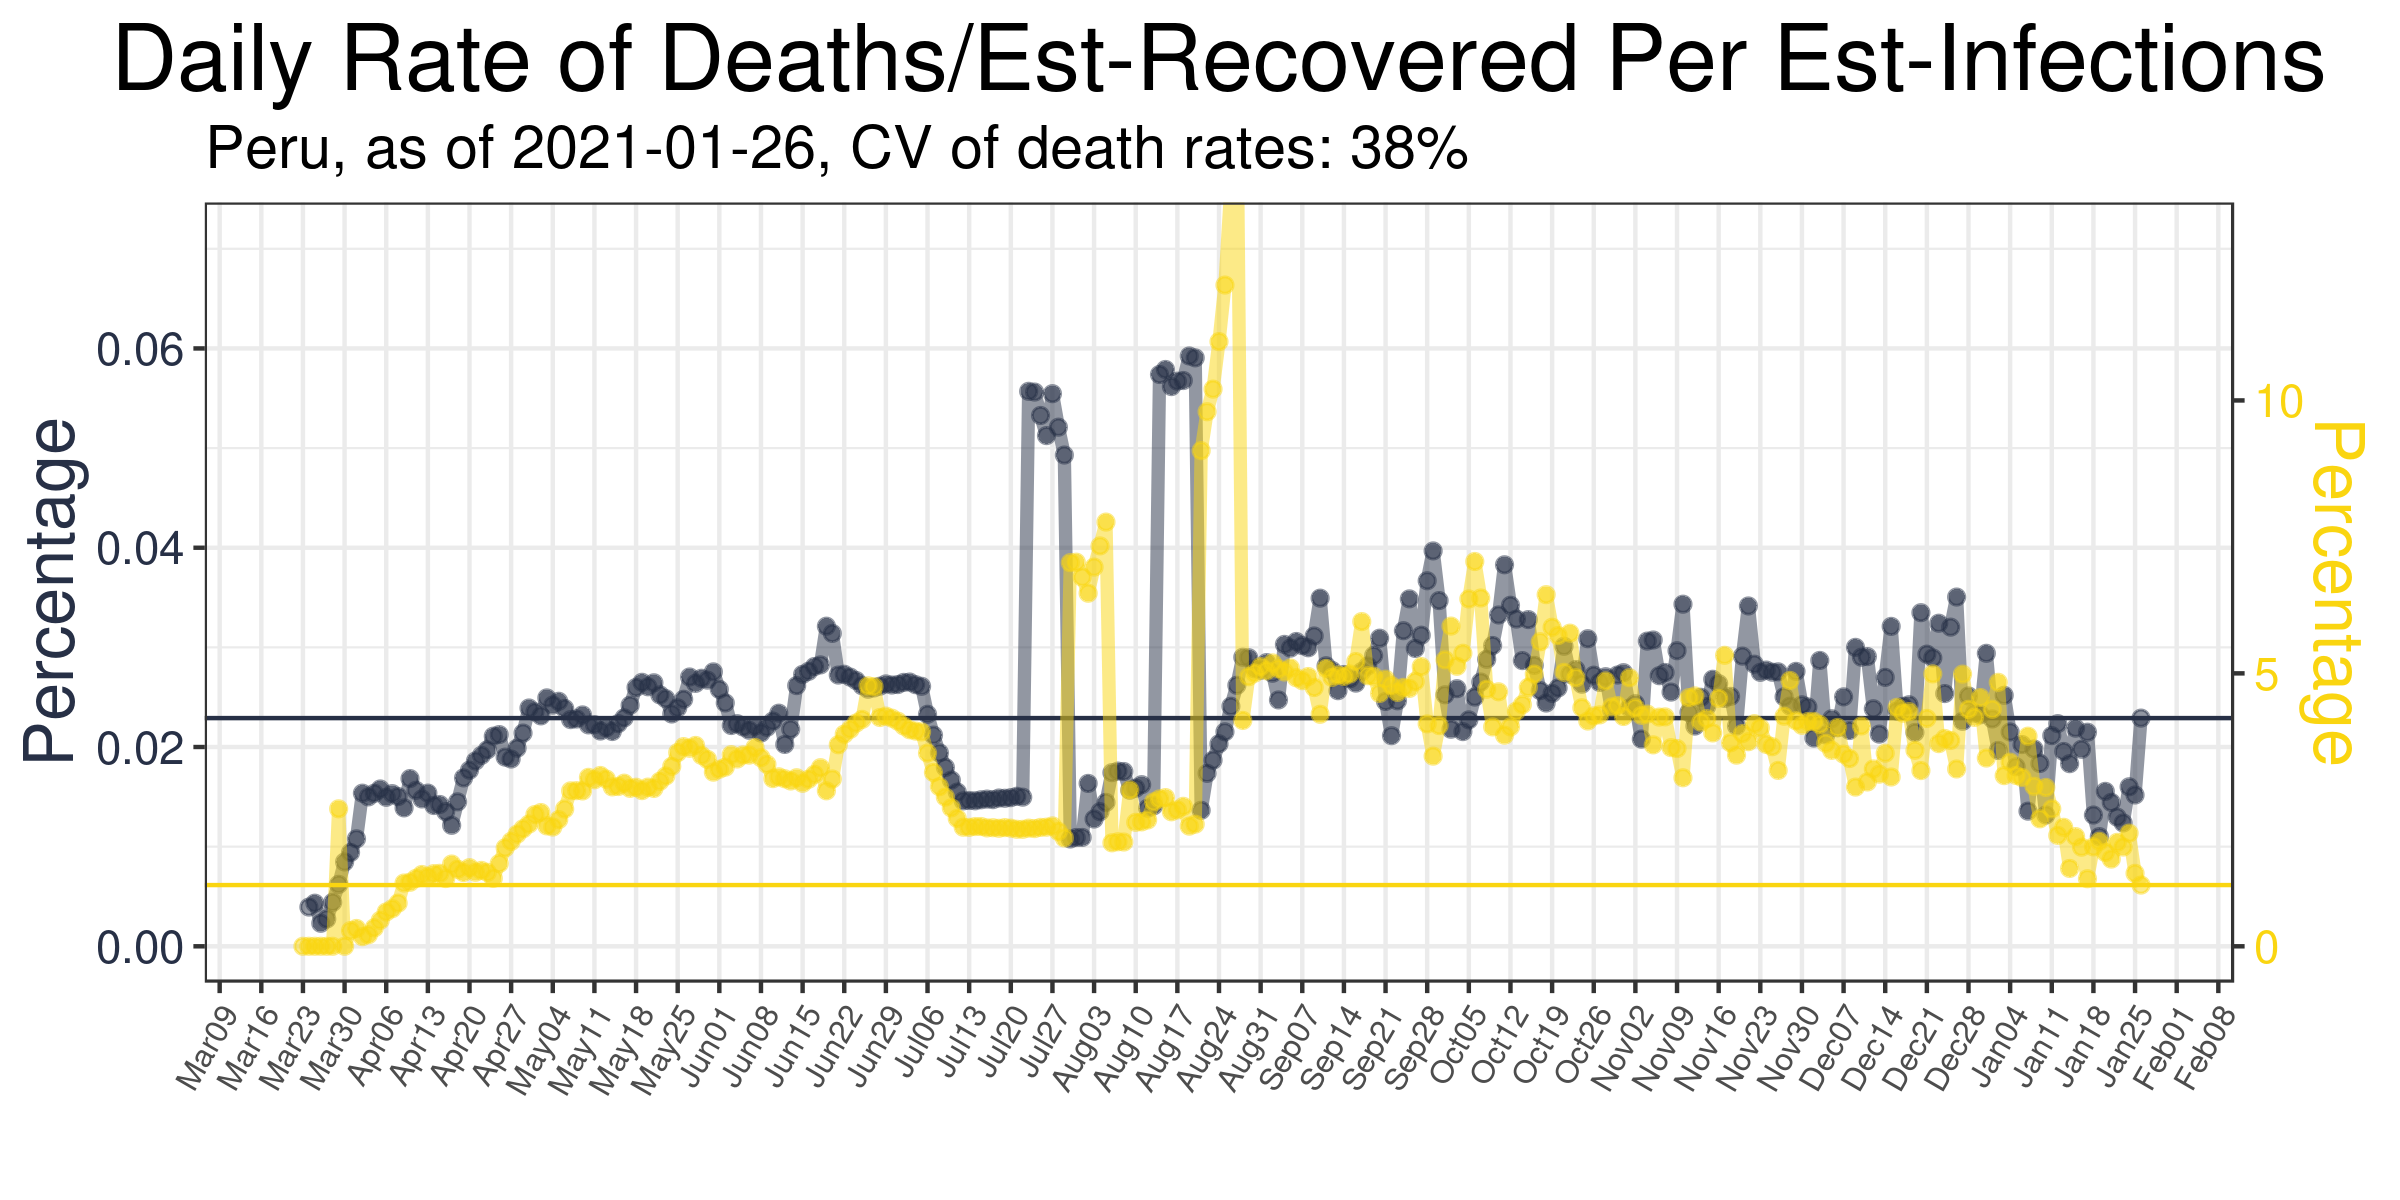 Daily Rate of Deaths/Est-Recovered Per Est-Infections
Peru, as of 2021-01-26, CV of death rates: 38%
Percentage
0.06
0.04
0.02
0.00
10
5
0
Percentage
Mar09
Mar16
Mar23
Mar30
Apr06
Apr13
Apr20
Apr27
May04
May11
May18
May25
Jun01
Jun08
Jun15
Jun22
Jun29
Jul06
Jul13
Jul20
Jul27
Aug03
Aug10
Aug17
Aug24
Aug31
Sep07
Sep14
Sep21
Sep28
Oct05
Oct12
Oct19
Oct26
Nov02
Nov09
Nov16
Nov23
Nov30
Dec07
Dec14
Dec21
Dec28
Jan04
Jan11
Jan18
Jan25
Feb01
Feb08